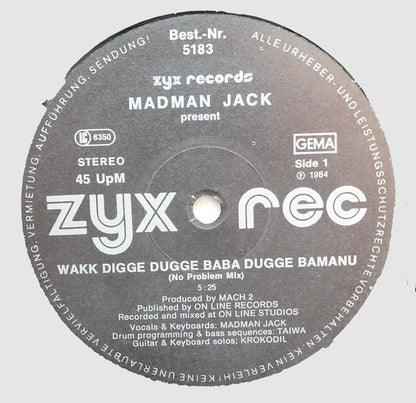 Best.-Nr.
5183
zyx records
MADMAN JACK
present
LC 6350
STEREO
45 UpM
GEMA
Side 1
Ⓟ 1984
zyx rec
WAKK DIGGE DUGGE BABA DUGGE BAMANU
(No Problem Mix)
5:25
Produced by MACH 2
Published by ON LINE RECORDS
Recorded and mixed at ON LINE STUDIOS
Vocals & Keyboards: MADMAN JACK
Drum programming & bass sequences: TAIWA
Guitar & Keyboard solos; KROKODIL
ALLE URHEBER- UND LEISTUNGSSCHUTZRECHTE VORBEHALTEN. KEIN VERLEIH! KEINE UNERLAUBTE VERVIELFÄLTIGUNG, VERMIETUNG, AUFFÜHRUNG, SENDUNG!